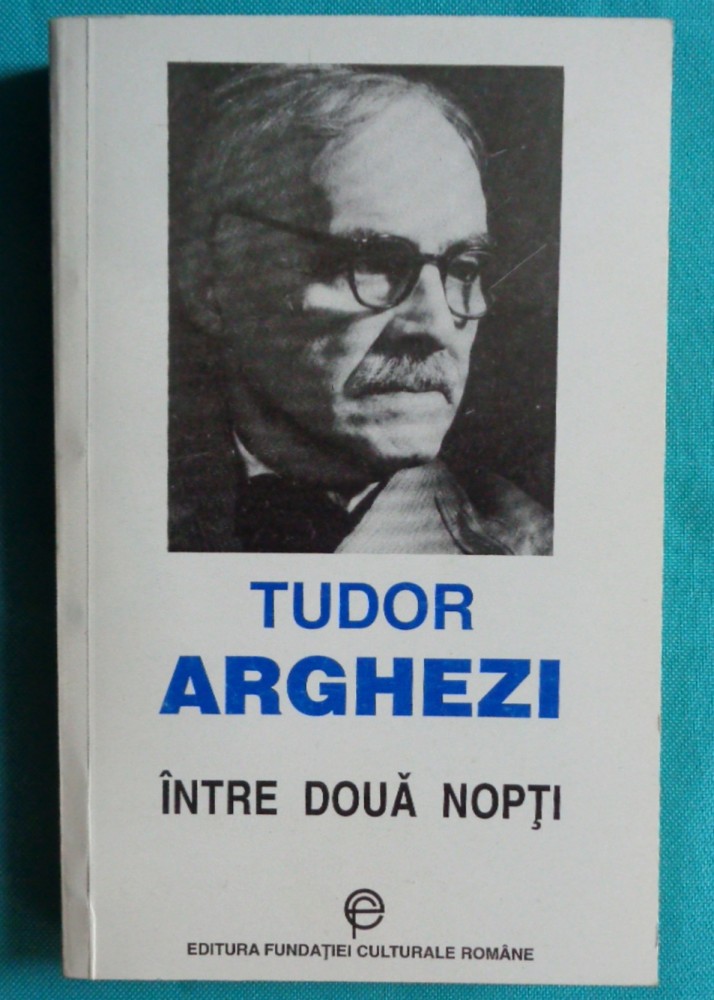 TUDOR
ARGHEZI
ÎNTRE DOUĂ NOPŢI
EDITURA FUNDAŢIEI CULTURALE ROMÂNE